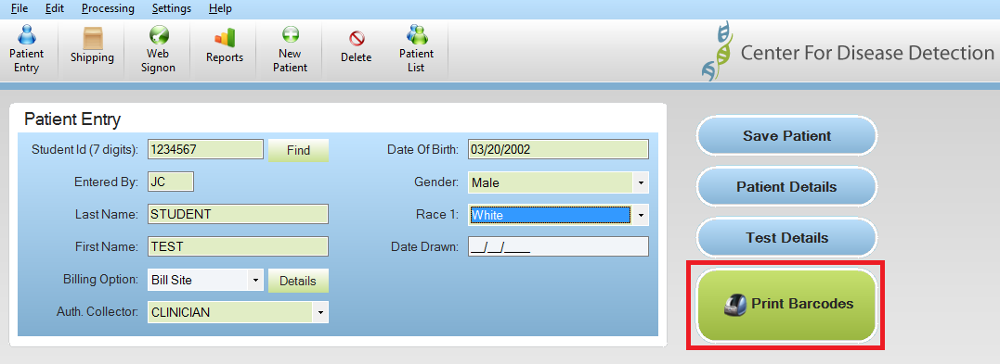 File Edit Processing Settings Help
Patient Entry
Shipping
Web Signon
Reports
New Patient
Delete
Patient List
Center For Disease Detection
Patient Entry
Student Id (7 digits): 1234567 Find
Date Of Birth: 03/20/2002
Entered By: JC
Gender: Male
Last Name: STUDENT
Race 1: White
First Name: TEST
Date Drawn: __/__/____
Billing Option: Bill Site Details
Auth. Collector: CLINICIAN
Save Patient
Patient Details
Test Details
Print Barcodes